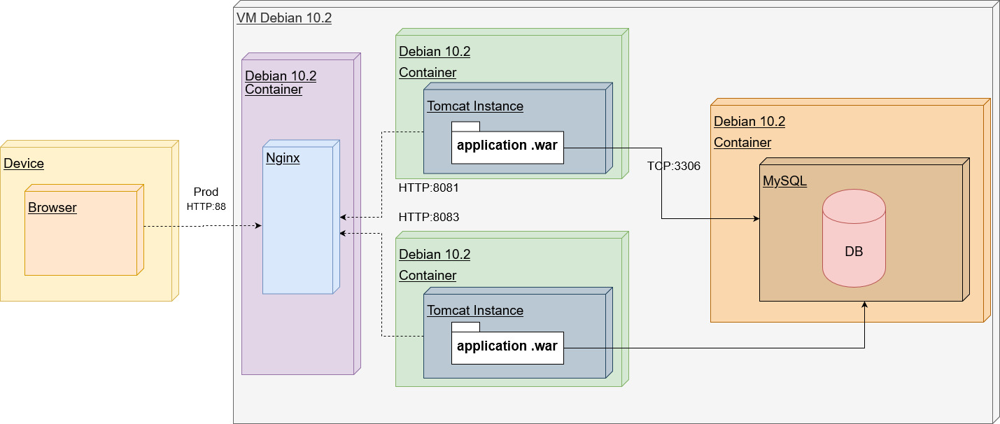 VM Debian 10.2
Debian 10.2
Container
Nginx
Device
Browser
Prod
HTTP:88
Debian 10.2
Container
Tomcat Instance
application .war
HTTP:8081
HTTP:8083
Debian 10.2
Container
Tomcat Instance
application .war
TCP:3306
Debian 10.2
Container
MySQL
DB